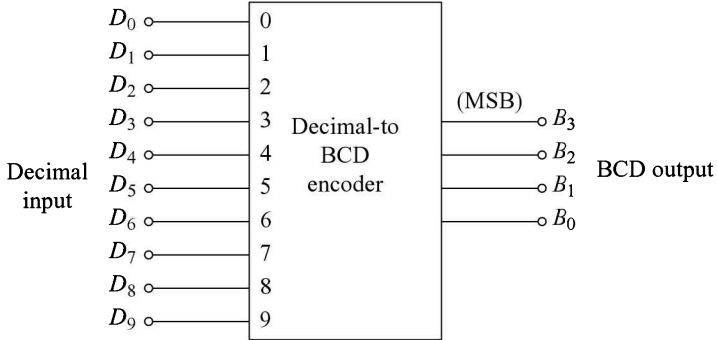 D₀ 0
D₁ 1
D₂ 2
D₃ 3
D₄ 4
D₅ 5
D₆ 6
D₇ 7
D₈ 8
D₉ 9
Decimal
input
Decimal-to
BCD
encoder
(MSB)
B₃
B₂
B₁
B₀
BCD output